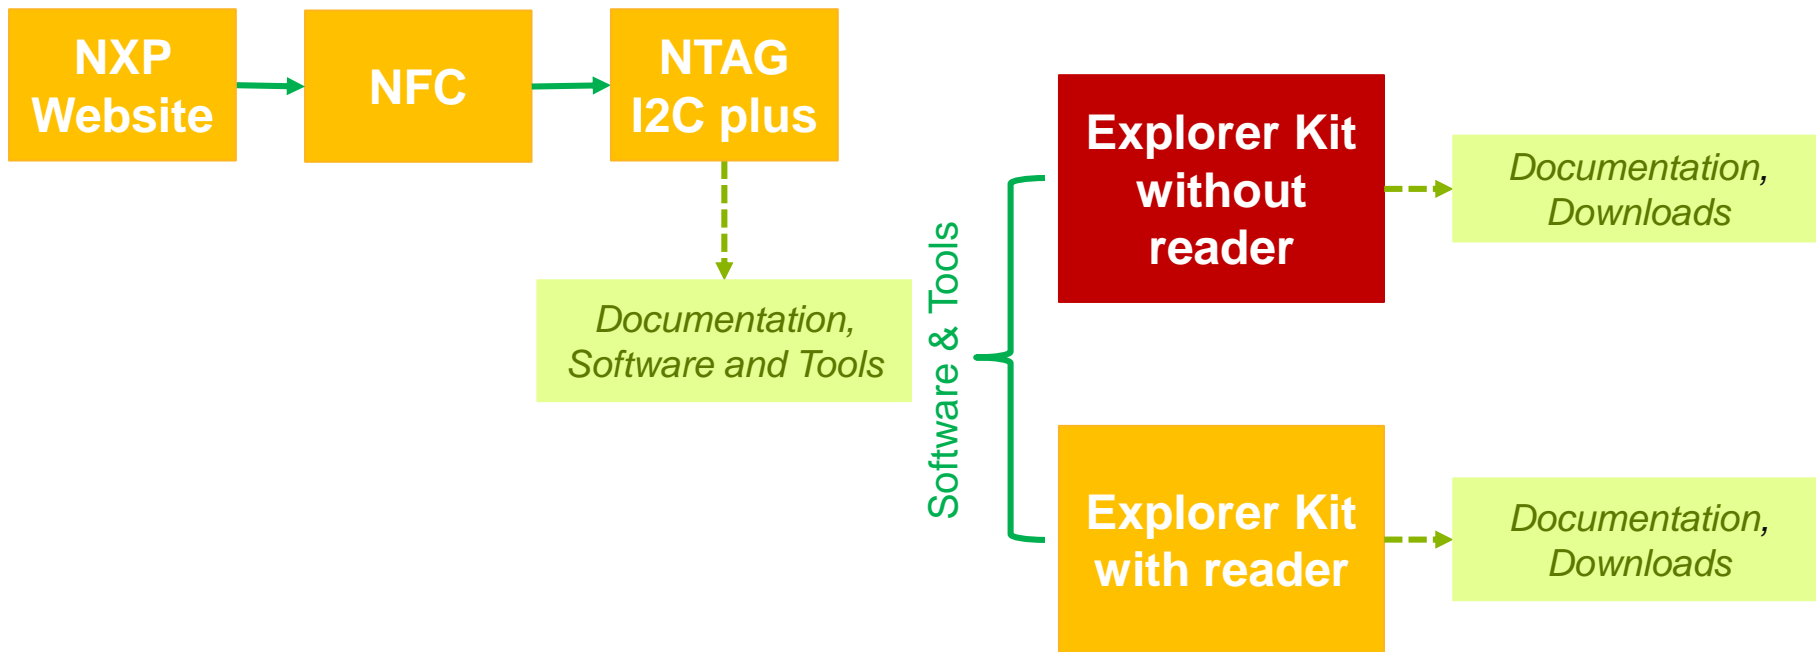 NXP
Website
NFC
NTAG
I2C plus
Documentation,
Software and Tools
Software & Tools
Explorer Kit
without
reader
Documentation,
Downloads
Explorer Kit
with reader
Documentation,
Downloads